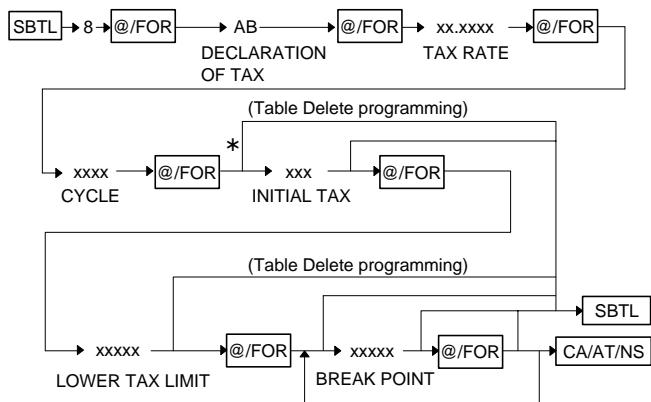 SBTL 8 @/FOR AB @/FOR xx.xxxx @/FOR
DECLARATION OF TAX TAX RATE
(Table Delete programming)
*
xxxx @/FOR xxx @/FOR
CYCLE INITIAL TAX
(Table Delete programming)
SBTL
xxxxx @/FOR xxxxx @/FOR CA/AT/NS
LOWER TAX LIMIT BREAK POINT